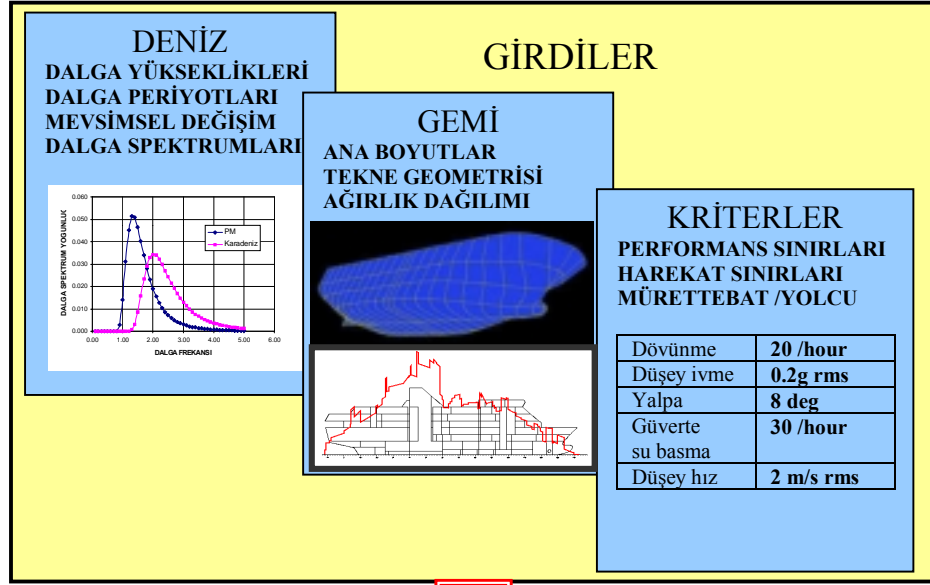 GİRDİLER
DENİZ
DALGA YÜKSEKLİKLERİ
DALGA PERİYOTLARI
MEVSİMSEL DEĞİŞİM
DALGA SPEKTRUMLARI
DALGA SPEKTRUM YOGUNLUK
0.060
0.050
0.040
0.030
0.020
0.010
0.000
PM
Karadeniz
0.00 1.00 2.00 3.00 4.00 5.00 6.00
DALGA FREKANSI
GEMİ
ANA BOYUTLAR
TEKNE GEOMETRİSİ
AĞIRLIK DAĞILIMI
KRİTERLER
PERFORMANS SINIRLARI
HAREKAT SINIRLARI
MÜRETTEBAT /YOLCU
Dövünme 20 /hour
Düşey ivme 0.2g rms
Yalpa 8 deg
Güverte 30 /hour
su basma
Düşey hız 2 m/s rms